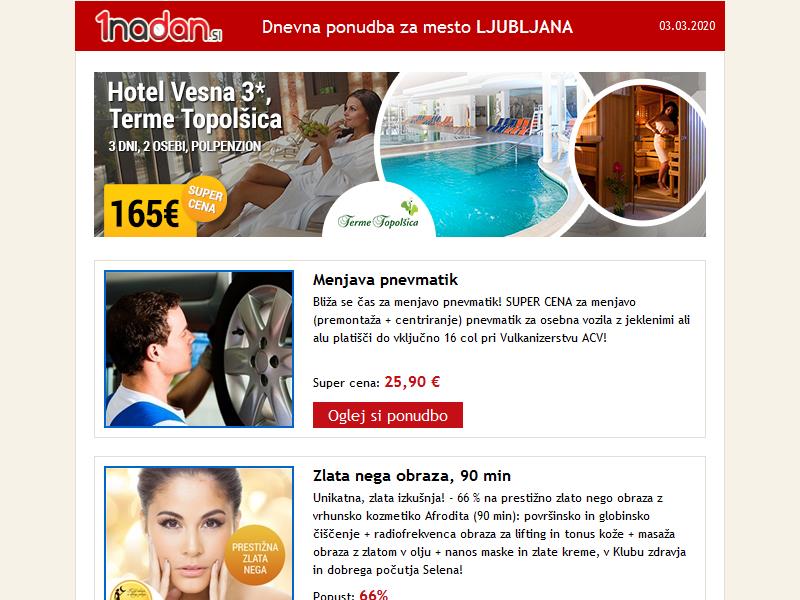 1nadan.SI
Dnevna ponudba za mesto LJUBLJANA
03.03.2020
Hotel Vesna 3*,
Terme Topolšica
3 DNI, 2 OSEBI, POLPENZION
165€
SUPER
CENA
Terme Topolšica
Menjava pnevmatik
Bliža se čas za menjavo pnevmatik! SUPER CENA za menjavo
(premontaža + centriranje) pnevmatik za osebna vozila z jeklenimi ali
alu platišči do vključno 16 col pri Vulkanizerstvu ACV!
Super cena: 25,90 €
Oglej si ponudbo
Zlata nega obraza, 90 min
Unikatna, zlata izkušnja! - 66 % na prestižno zlato nego obraza z
vrhunsko kozmetiko Afrodita (90 min): površinsko in globinsko
čiščenje + radiofrekvenca obraza za lifting in tonus kože + masaža
obraza z zlatom v olju + nanos maske in zlate kreme, v Klubu zdravja
in dobrega počutja Selena!
PRESTIŽNA
ZLATA
NEGA
Popust: 66%